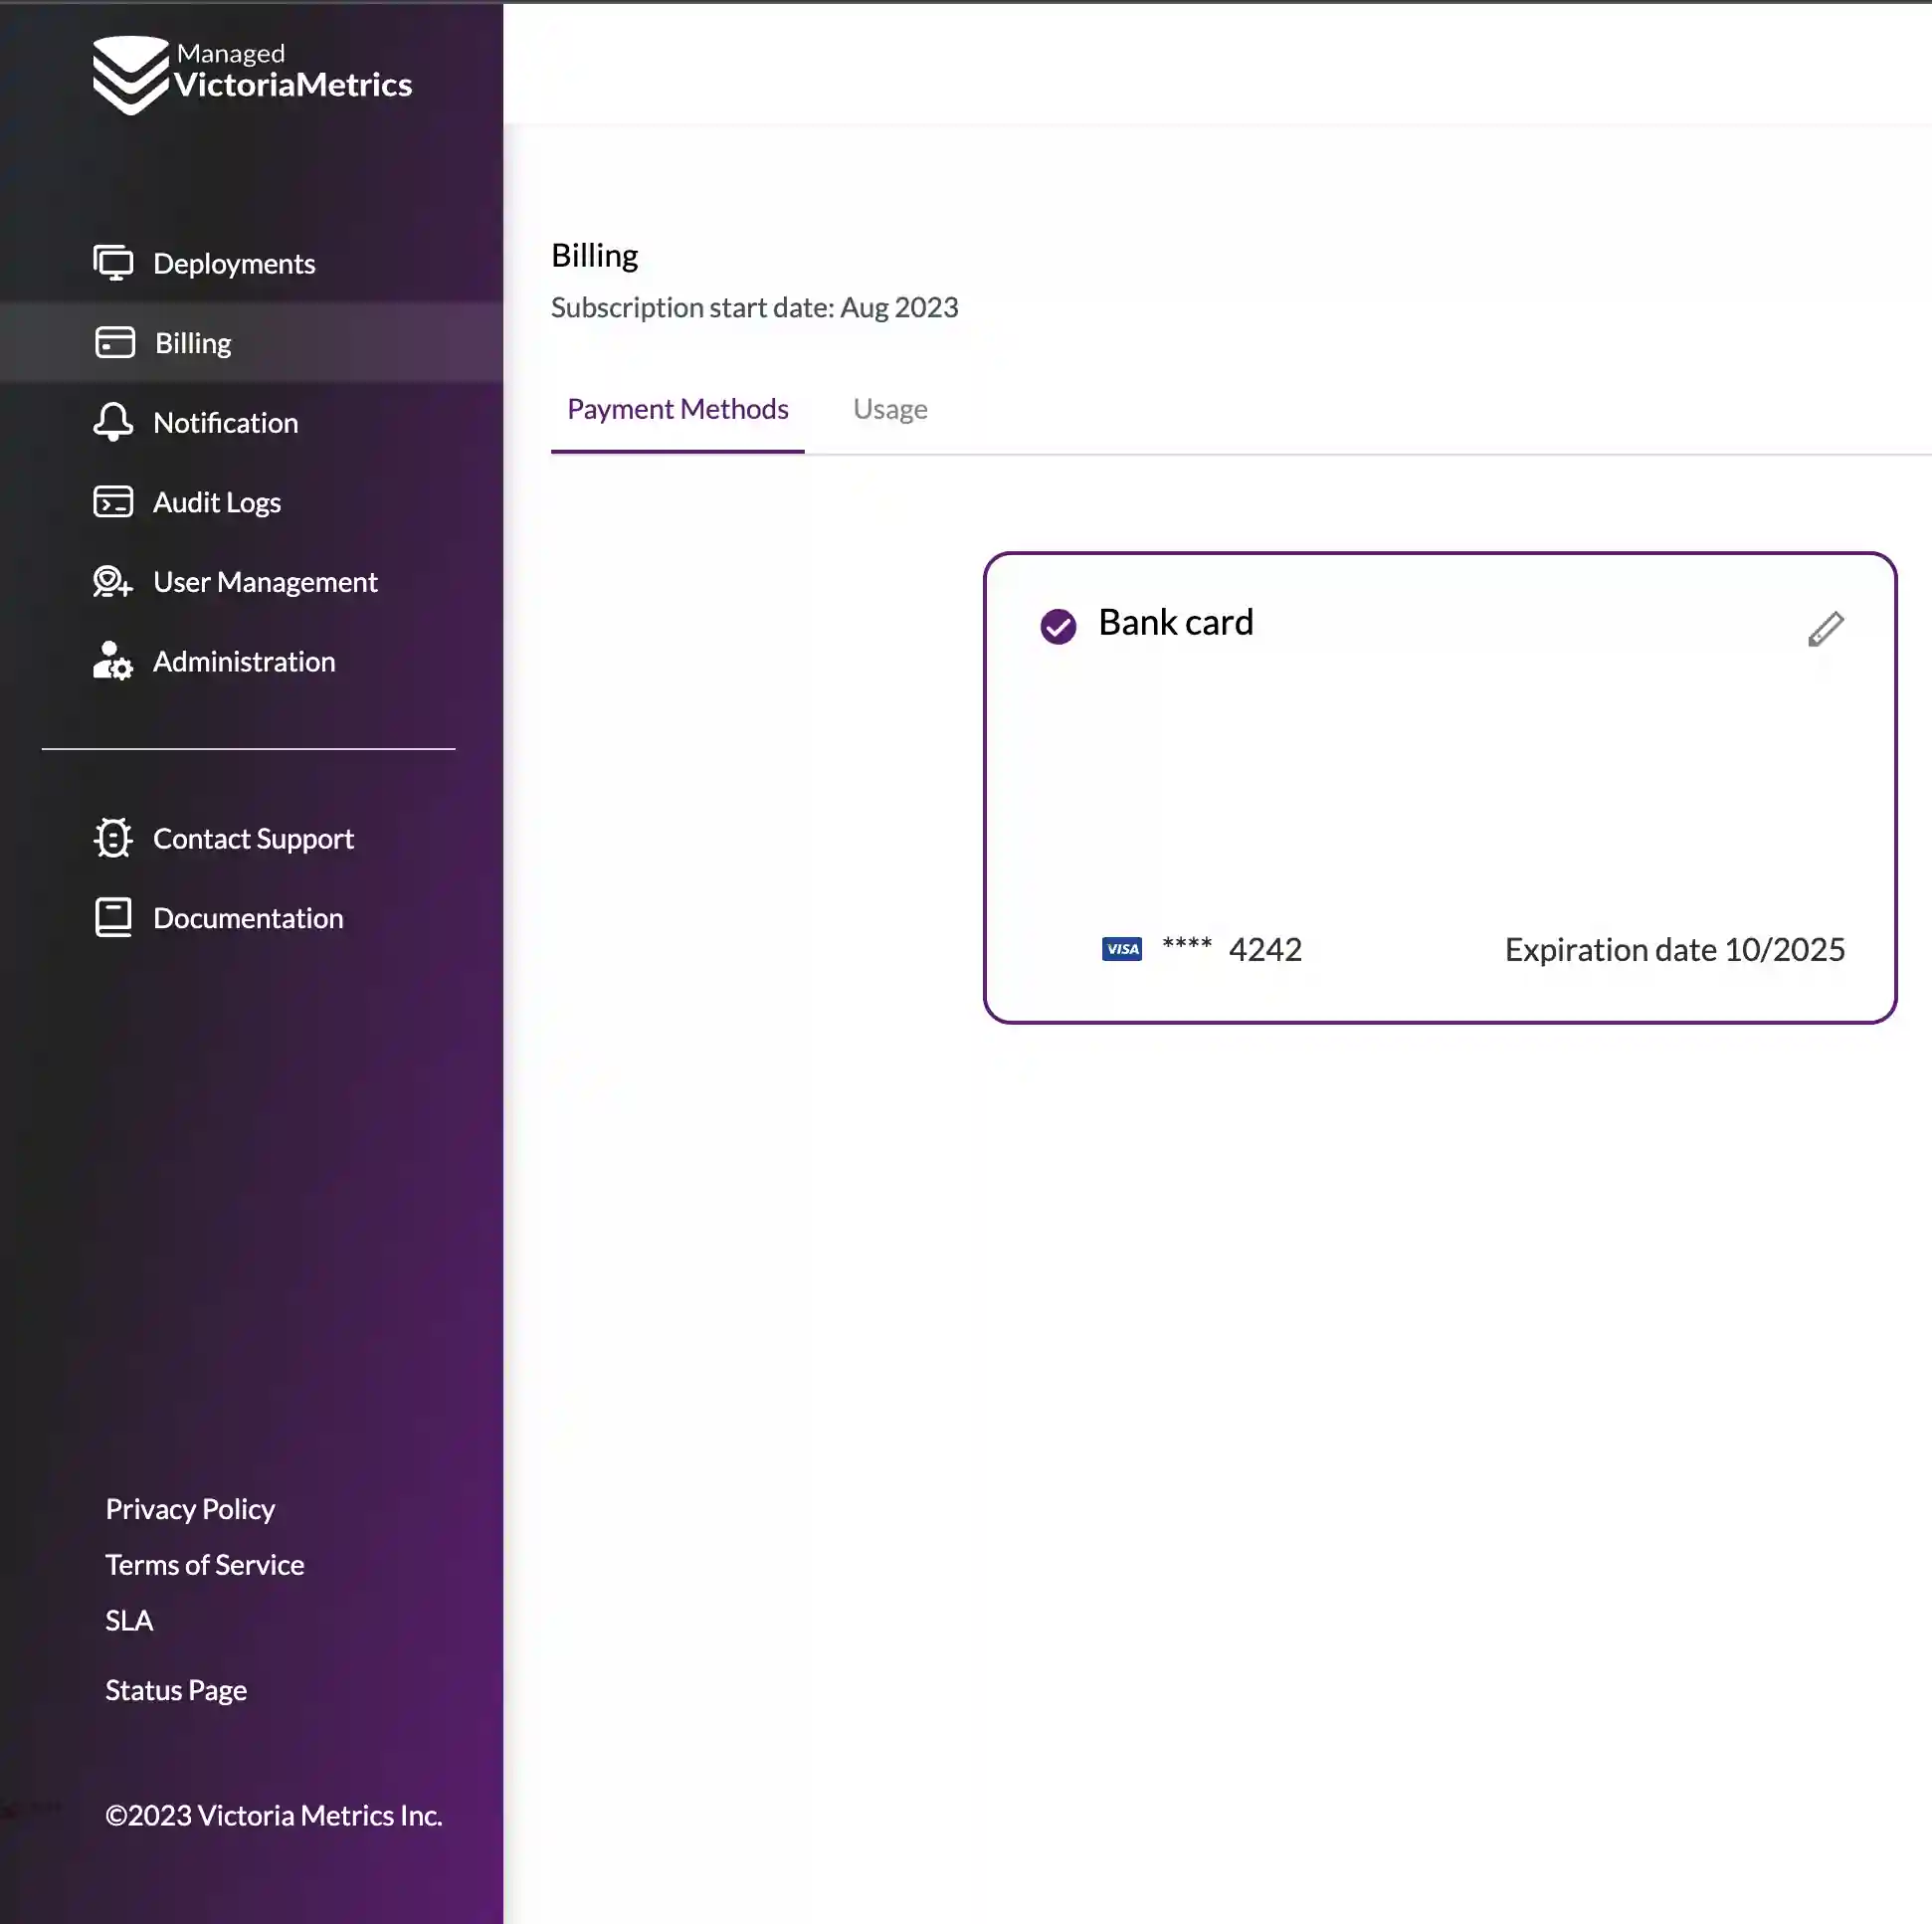 Managed
VictoriaMetrics
Deployments
Billing
Notification
Audit Logs
User Management
Administration
Contact Support
Documentation
Privacy Policy
Terms of Service
SLA
Status Page
©2023 Victoria Metrics Inc.
Billing
Subscription start date: Aug 2023
Payment Methods Usage
Bank card
VISA **** 4242 Expiration date 10/2025